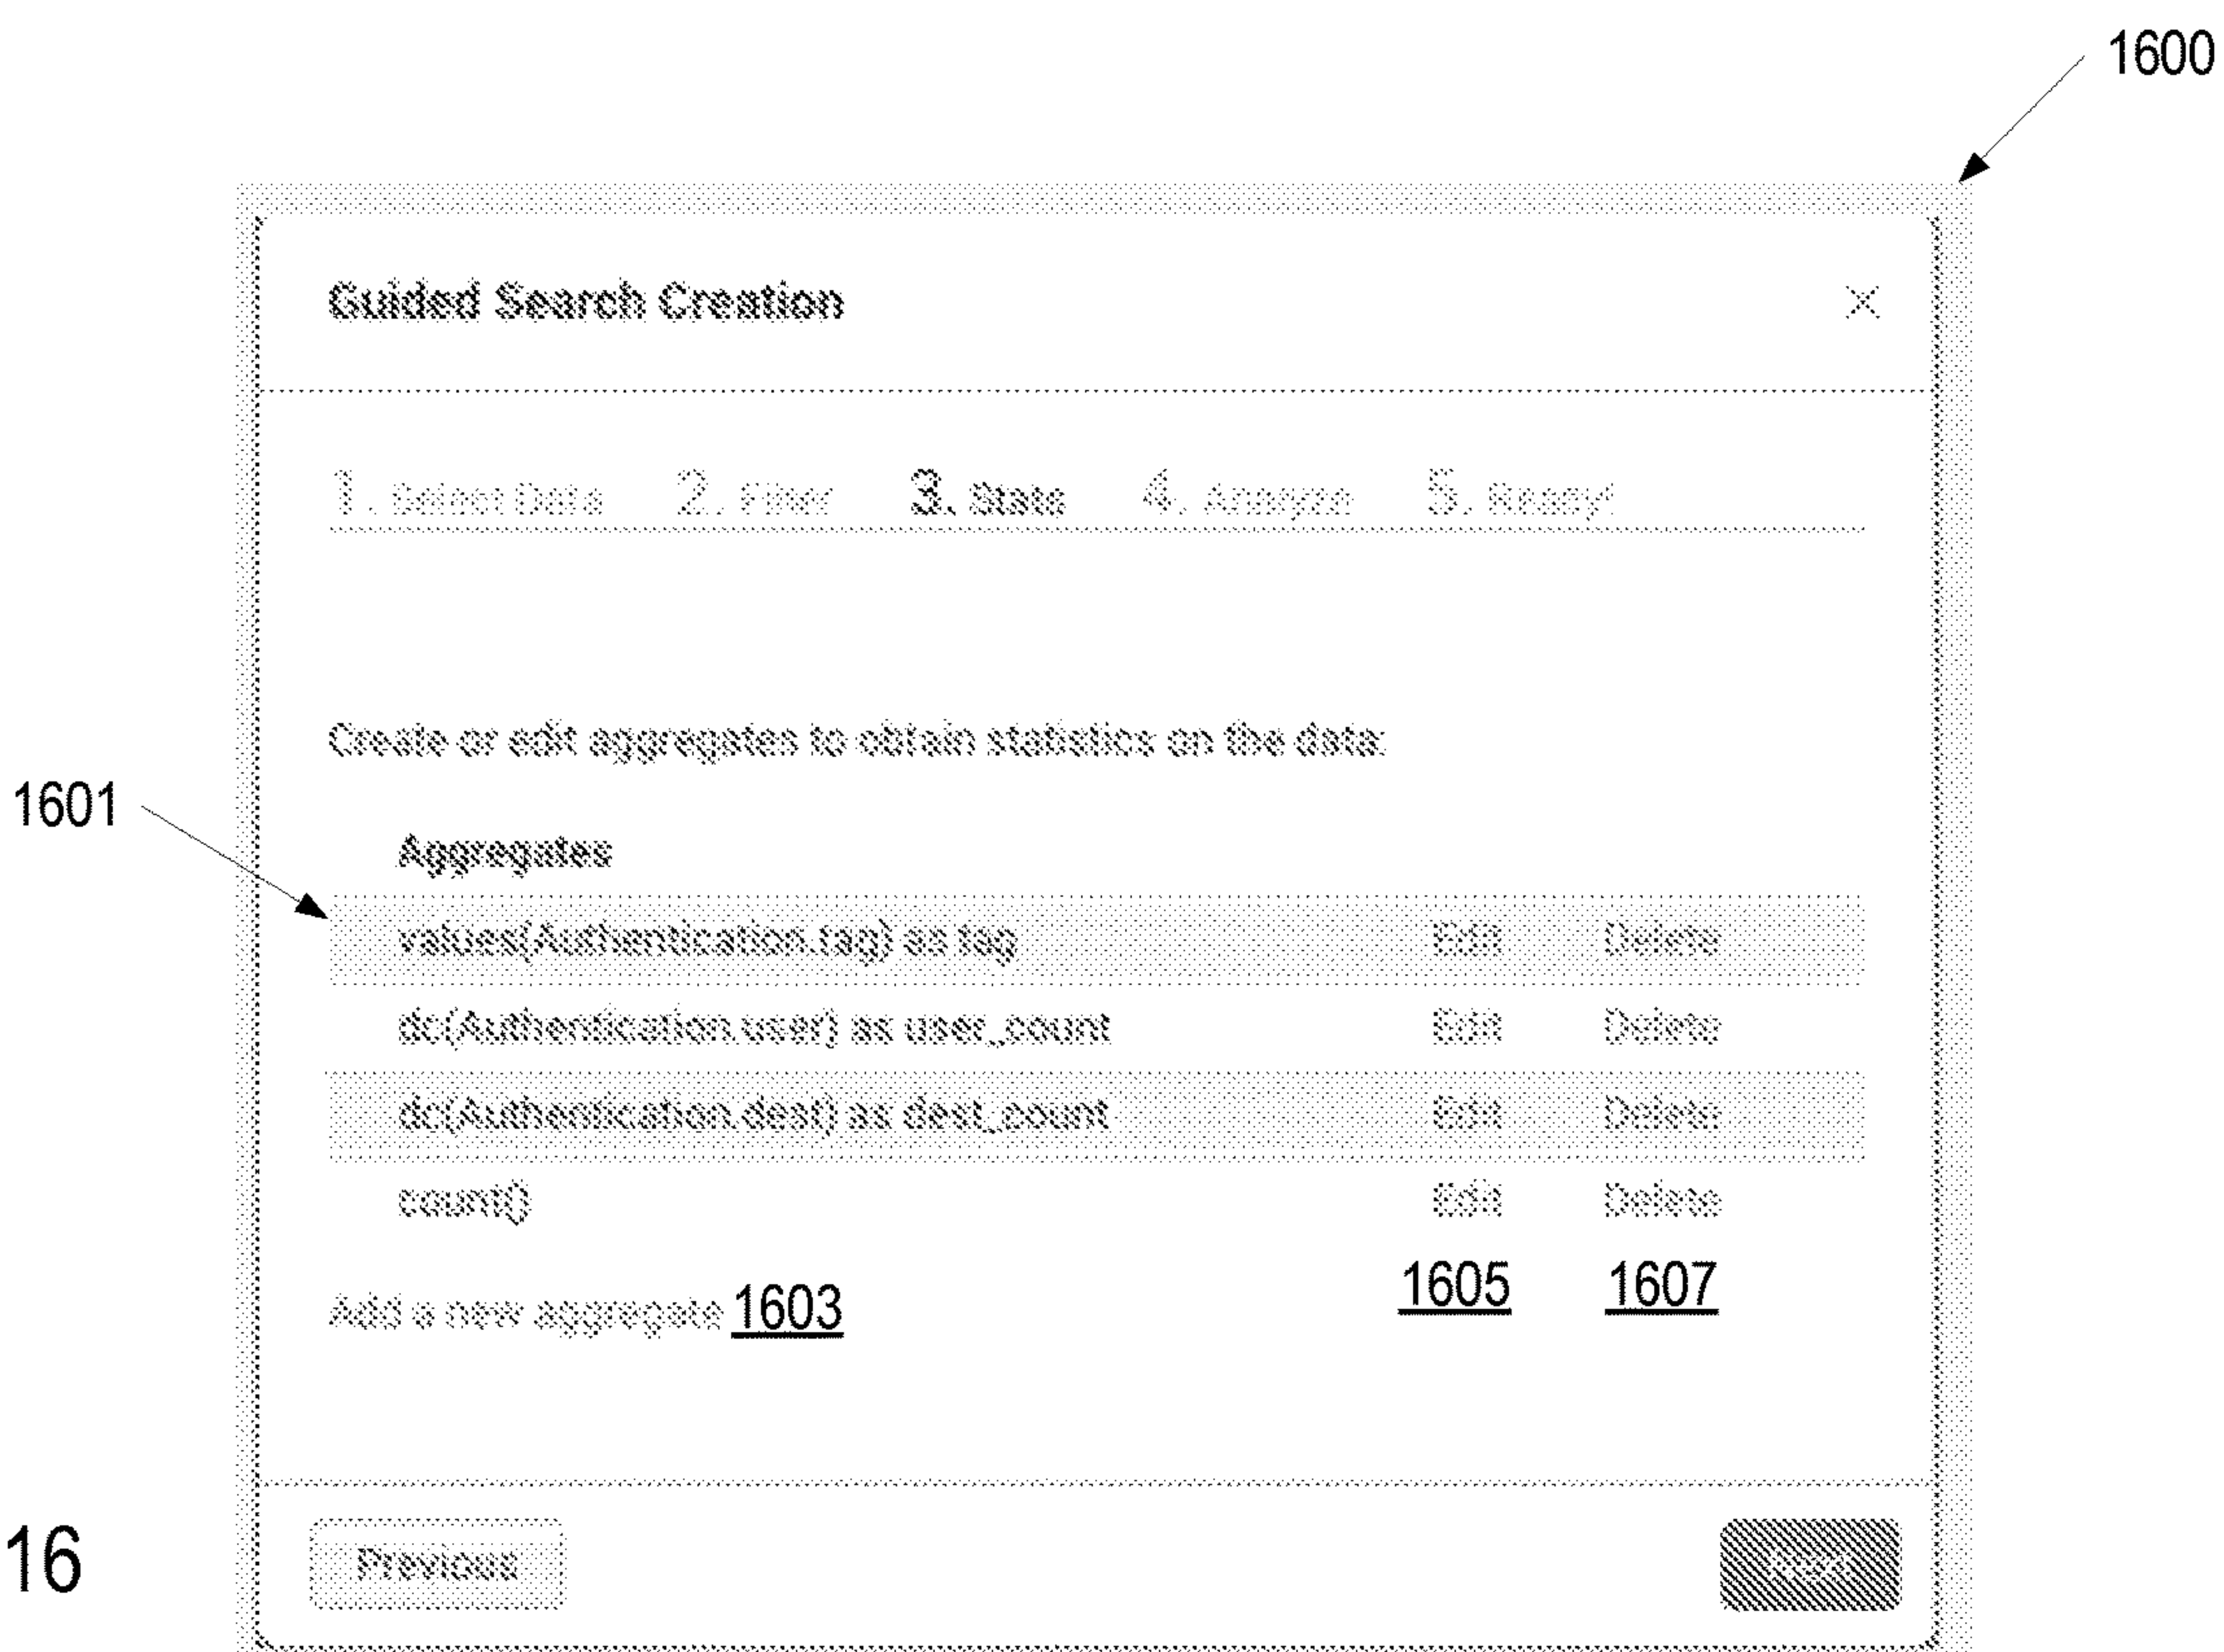 1600
Guided Search Creation ×
1. Select Data 2. Filter 3. State 4. Analyze 5. Ready!
Create or edit aggregates to obtain statistics on the data:
1601
Aggregates
values(Authentication.tag) as tag Edit Delete
dc(Authentication.user) as user_count Edit Delete
dc(Authentication.dest) as dest_count Edit Delete
count() Edit Delete
1605 1607
Add a new aggregate 1603
16
Previous Next